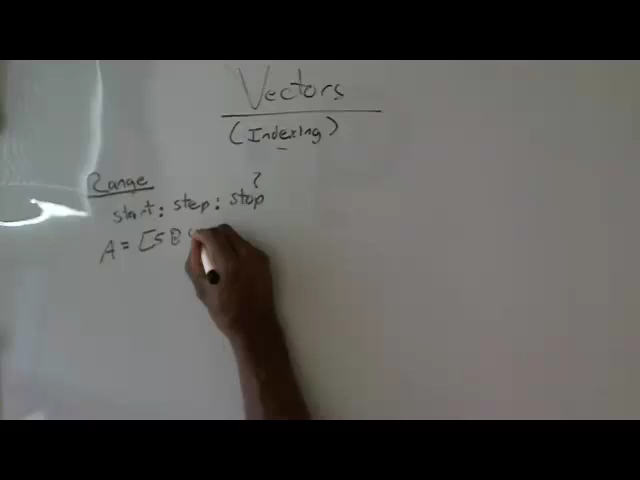 Vectors
(Indexing)
Range
?
start: step: stop
A = [5 8